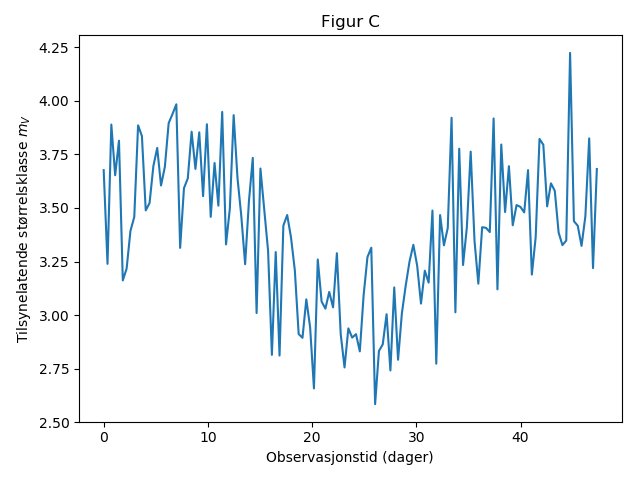 Figur C
Tilsynelatende størrelsklasse $m_V$
4.25
4.00
3.75
3.50
3.25
3.00
2.75
2.50
0 10 20 30 40
Observasjonstid (dager)